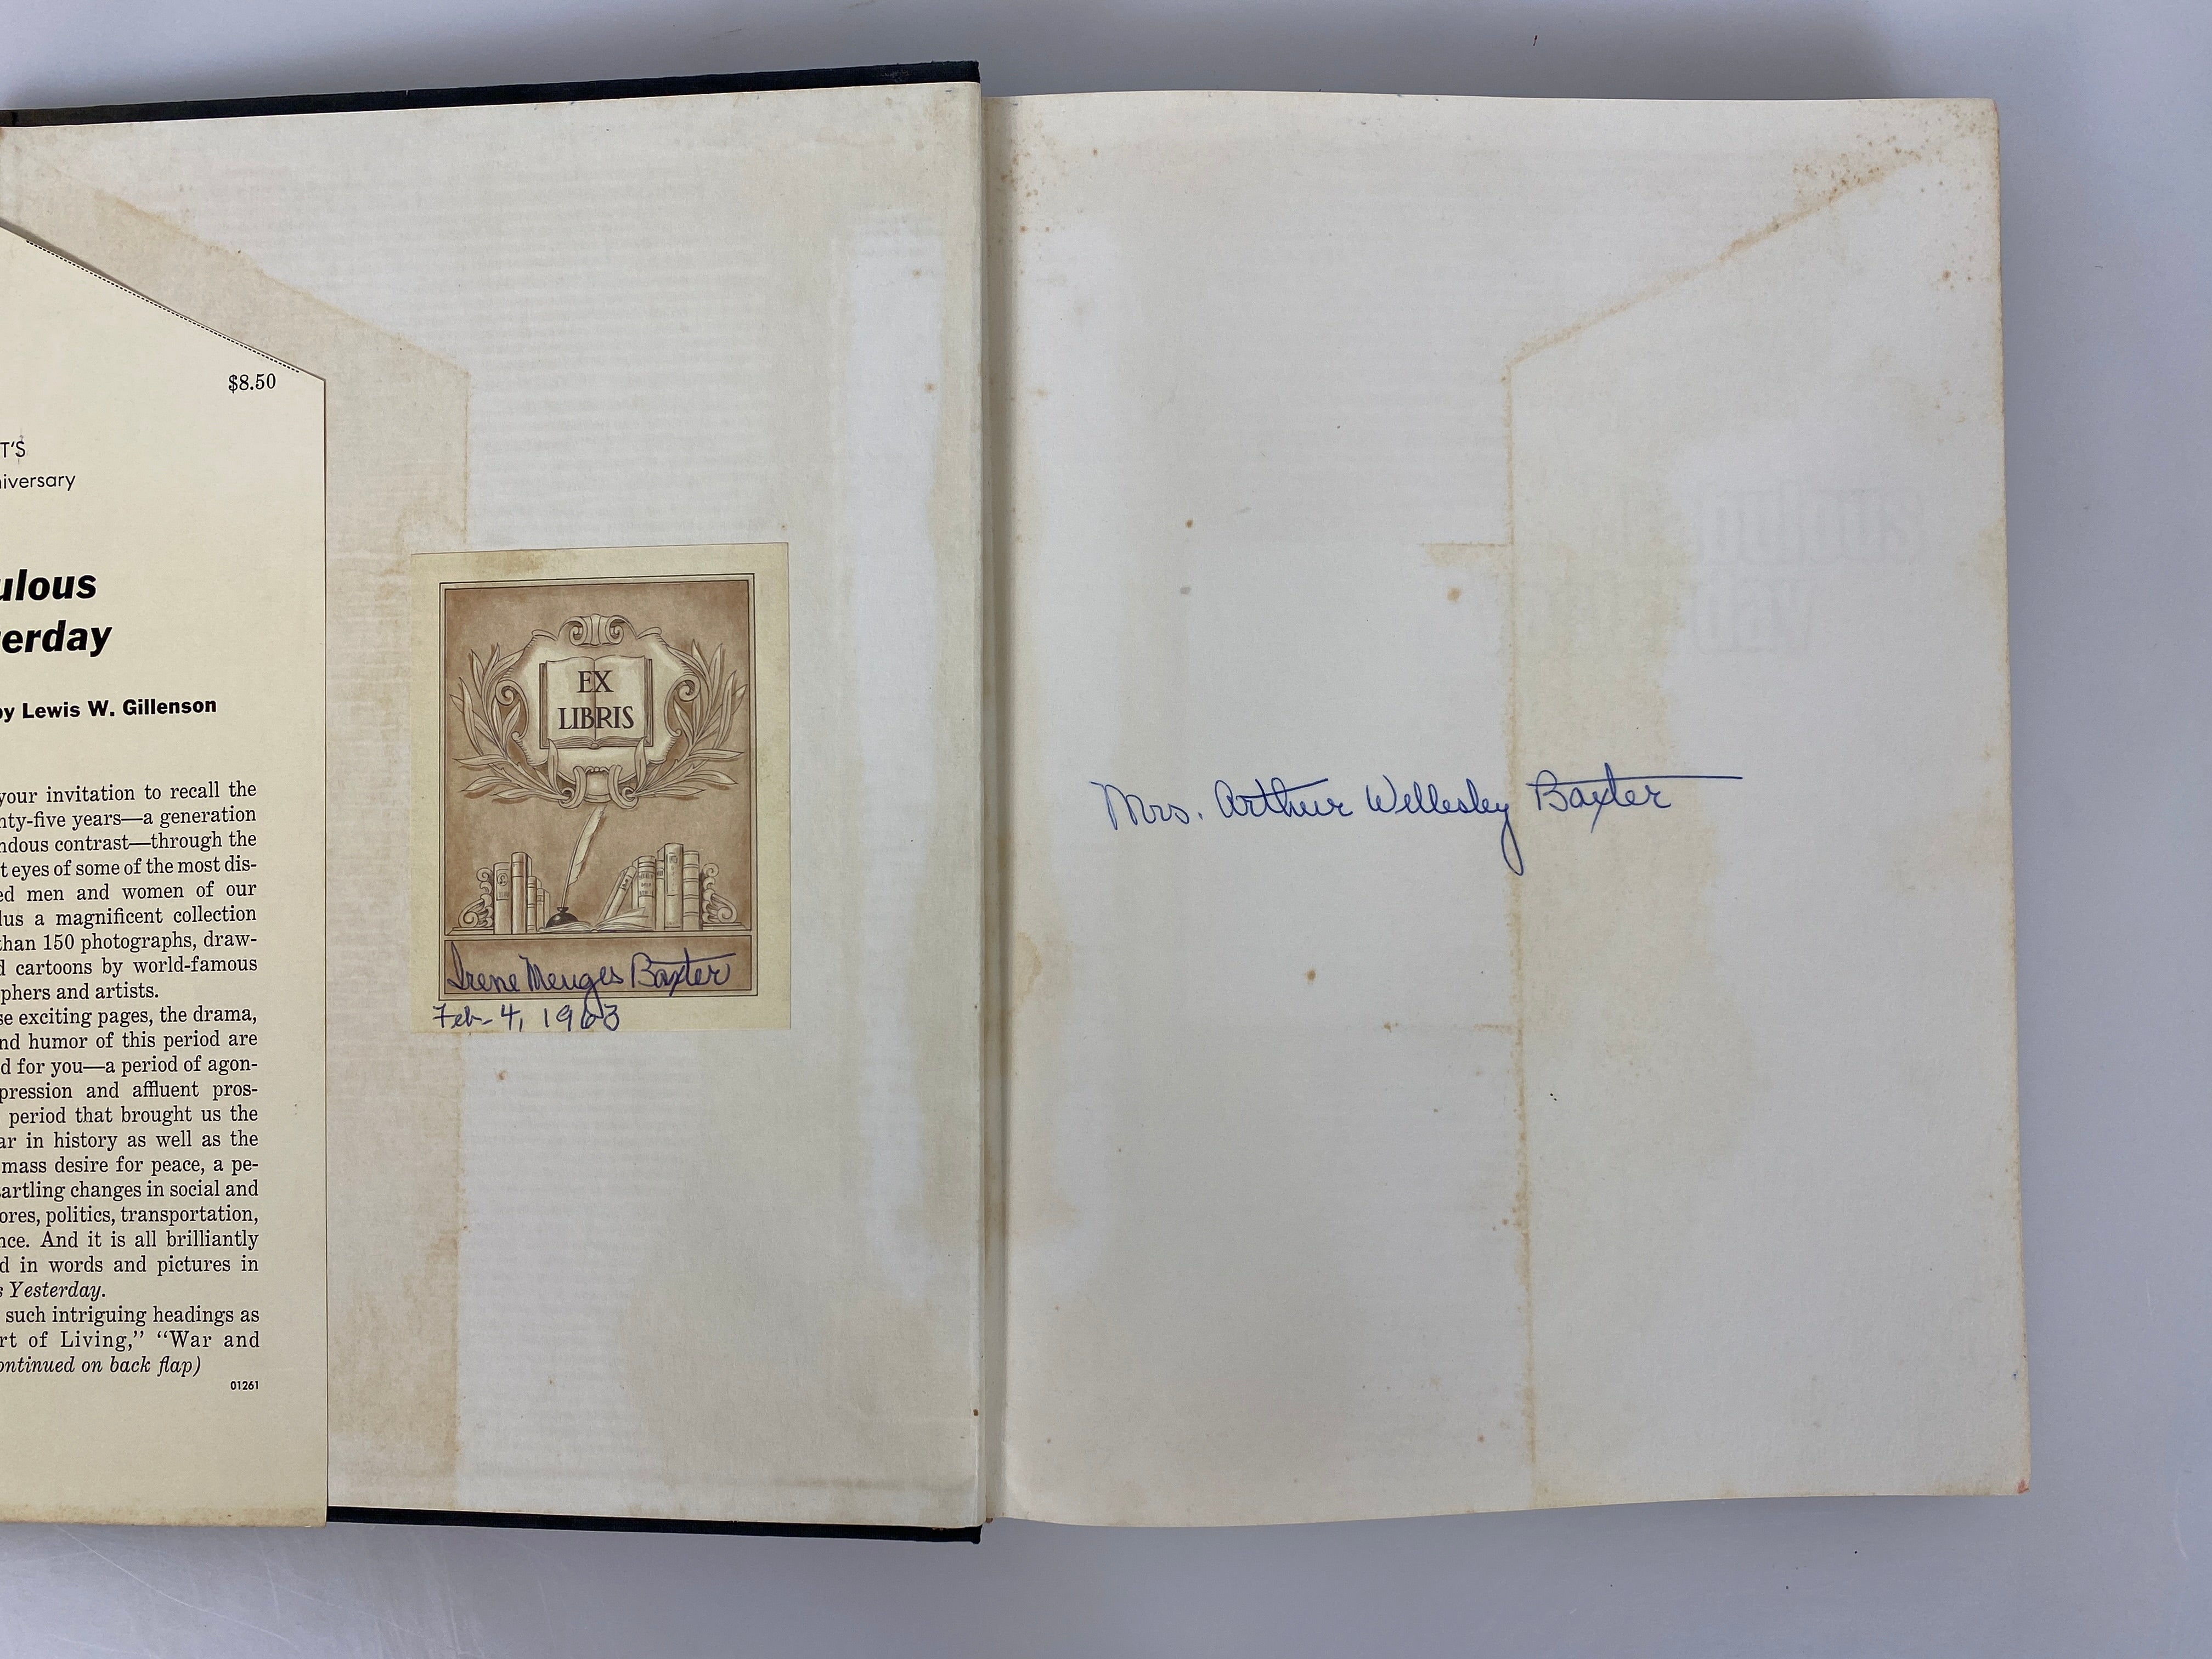 $8.50
T'S
niversary
ulous
erday
by Lewis W. Gillenson
your invitation to recall the
nty-five years—a generation
ndous contrast—through the
t eyes of some of the most dis-
ed men and women of our
lus a magnificent collection
than 150 photographs, draw-
d cartoons by world-famous
phers and artists.
se exciting pages, the drama,
nd humor of this period are
d for you—a period of agon-
pression and affluent pros-
period that brought us the
ar in history as well as the
mass desire for peace, a pe-
artling changes in social and
ores, politics, transportation,
nce. And it is all brilliantly
d in words and pictures in
s Yesterday.
such intriguing headings as
rt of Living,” “War and
ontinued on back flap)
01261
EX
LIBRIS
Irene Menges Baxter
Feb- 4, 1963
Mrs. Arthur Wellesley Baxter